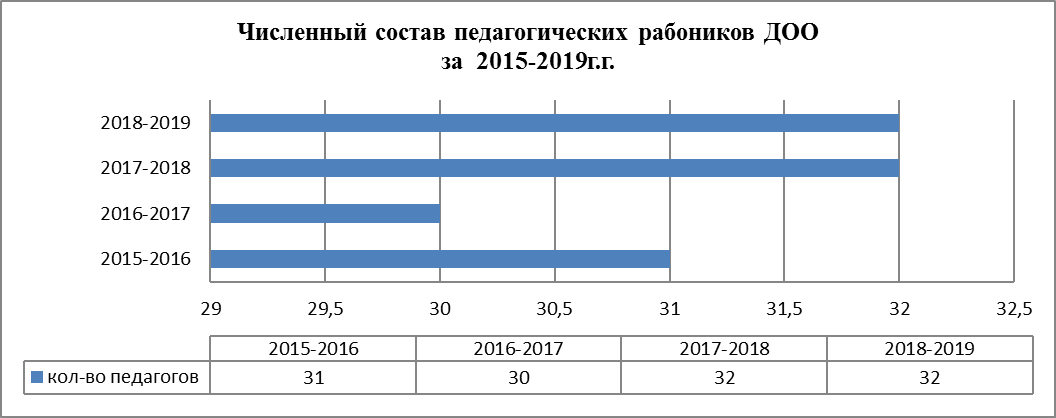 Численный состав педагогических рабоников ДОО
за 2015-2019г.г.
2018-2019
2017-2018
2016-2017
2015-2016
29 29,5 30 30,5 31 31,5 32 32,5
2015-2016 2016-2017 2017-2018 2018-2019
кол-во педагогов 31 30 32 32